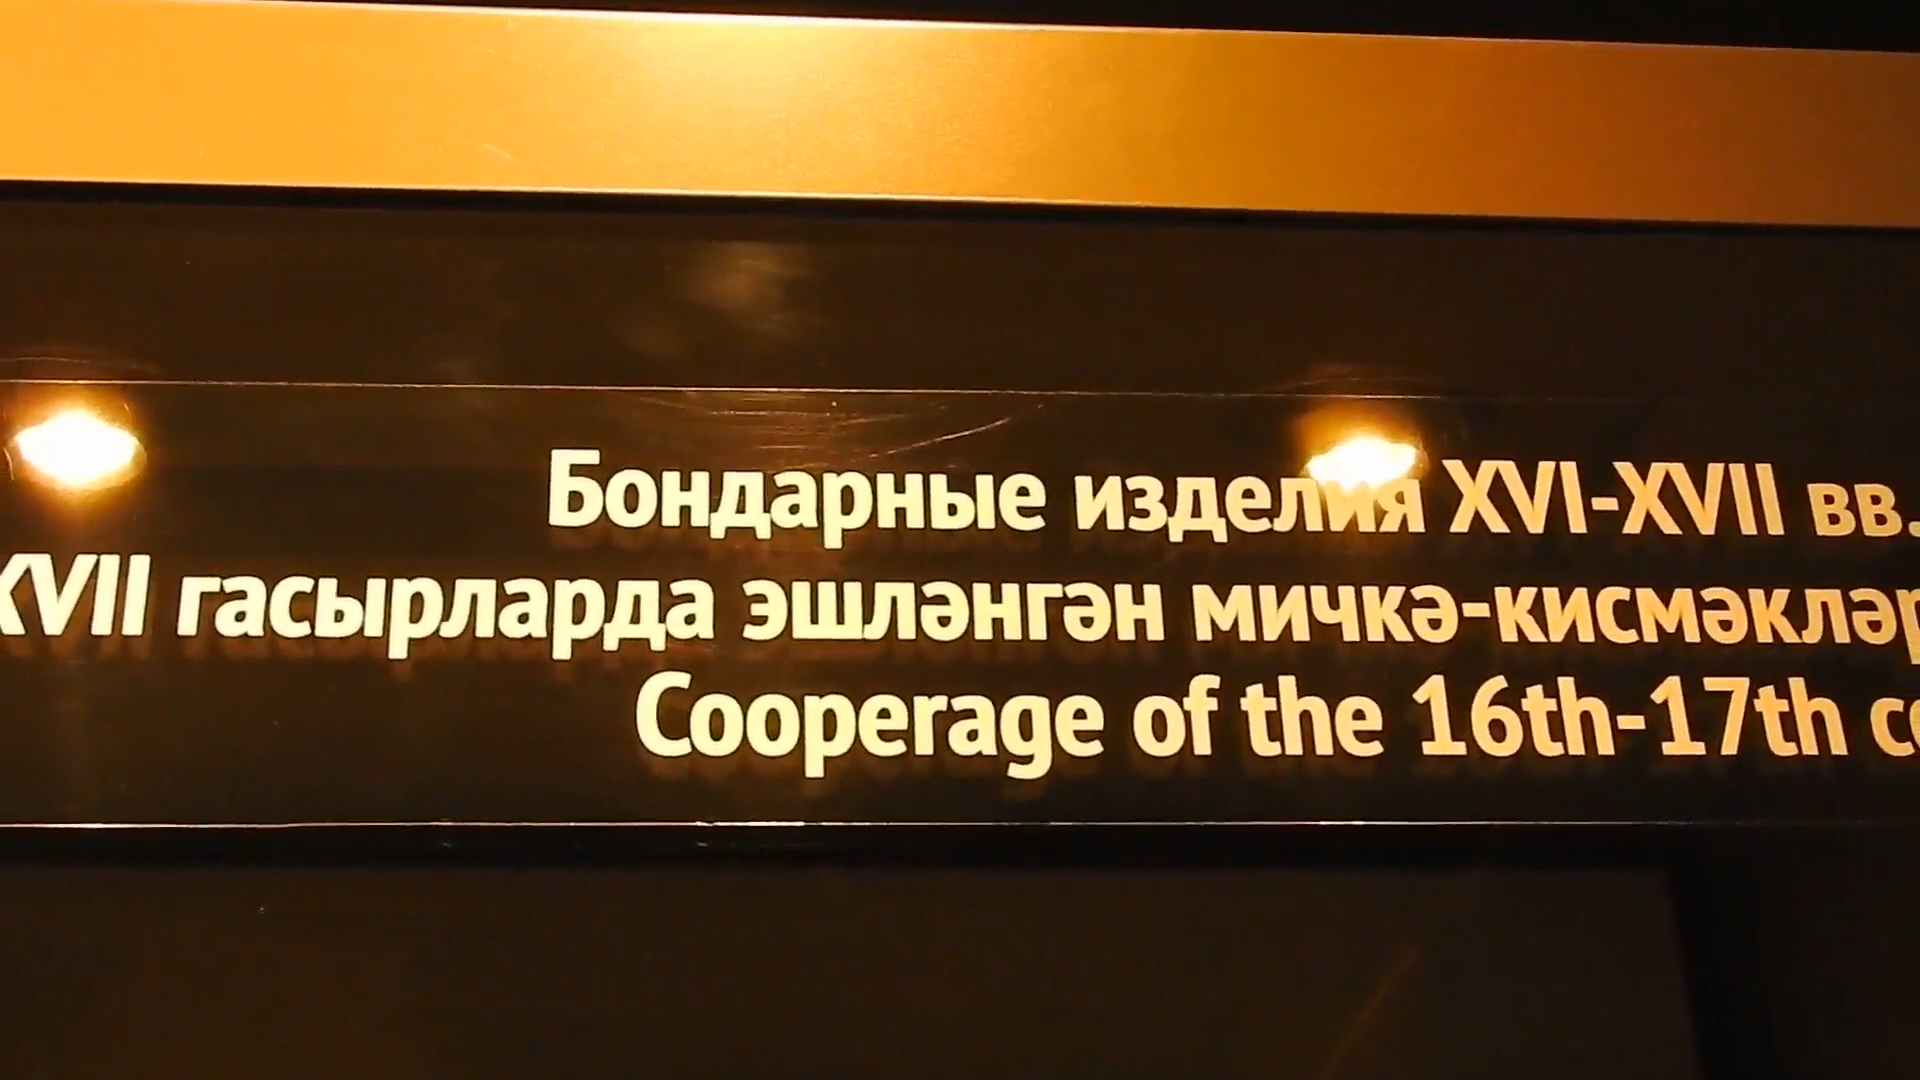 Бондарные изделия XVI-XVII вв.
XVII гасырларда эшләнгән мичкә-кисмәкләр
Cooperage of the 16th-17th